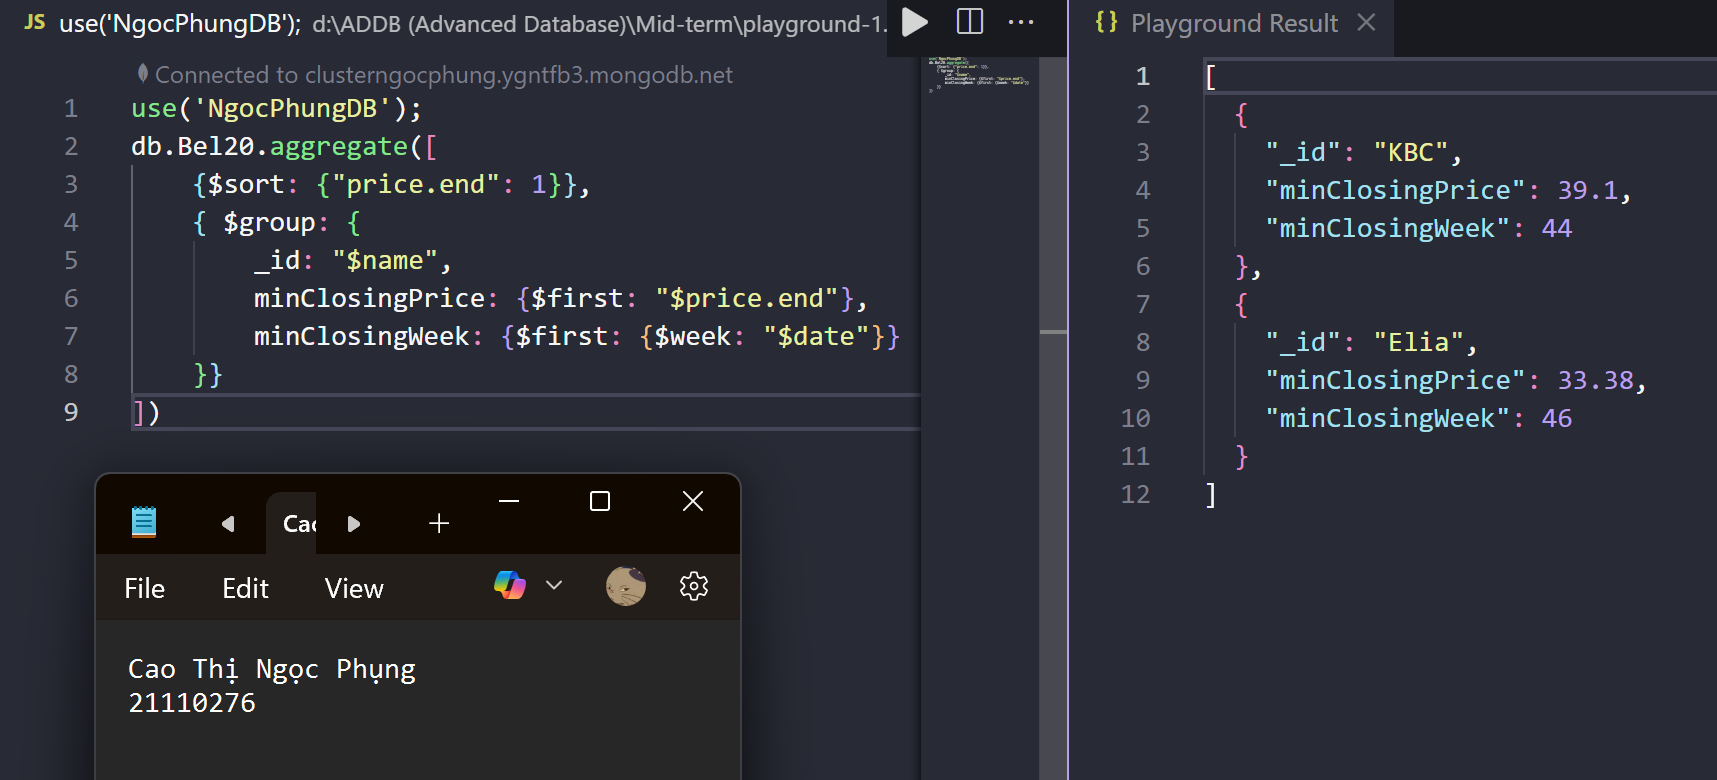 JS use('NgocPhungDB'); d:\ADDB (Advanced Database)\Mid-term\playground-1.
Connected to clusterngocphung.ygntfb3.mongodb.net
1 use('NgocPhungDB');
2 db.Bel20.aggregate([
3 {$sort: {"price.end": 1}},
4 { $group: {
5 _id: "$name",
6 minClosingPrice: {$first: "$price.end"},
7 minClosingWeek: {$first: {$week: "$date"}}
8 }}
9 ])
Cao
File Edit View
Cao Thị Ngọc Phụng
21110276
{} Playground Result
1 [
2 {
3 "_id": "KBC",
4 "minClosingPrice": 39.1,
5 "minClosingWeek": 44
6 },
7 {
8 "_id": "Elia",
9 "minClosingPrice": 33.38,
10 "minClosingWeek": 46
11 }
12 ]